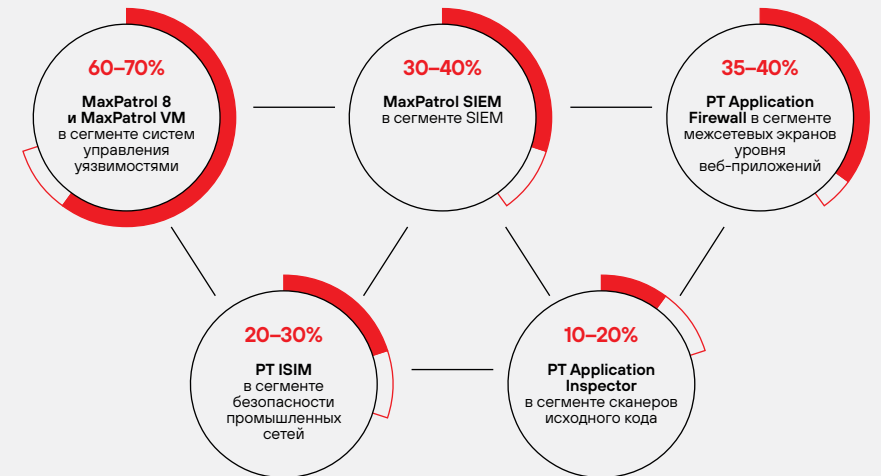 60–70%
MaxPatrol 8
и MaxPatrol VM
в сегменте систем
управления
уязвимостями
30–40%
MaxPatrol SIEM
в сегменте SIEM
35–40%
PT Application
Firewall в сегменте
межсетевых экранов
уровня
веб-приложений
20–30%
PT ISIM
в сегменте
безопасности
промышленных
сетей
10–20%
PT Application
Inspector
в сегменте сканеров
исходного кода